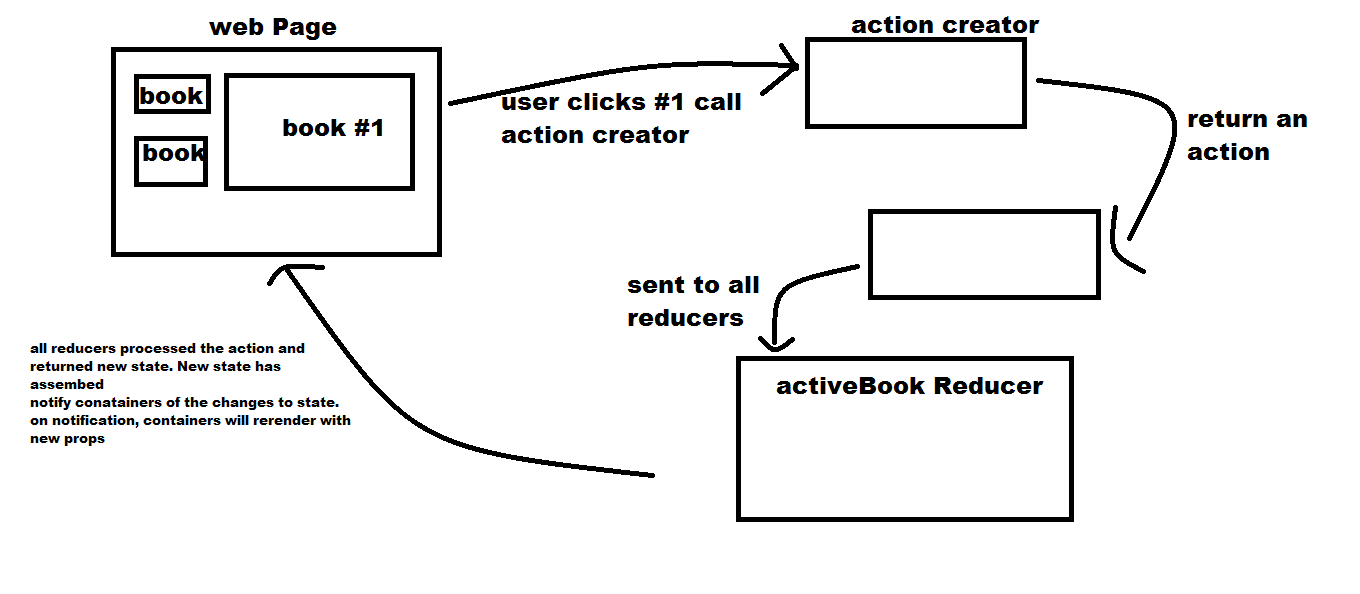 web Page
book
book
book #1
user clicks #1 call
action creator
action creator
return an
action
sent to all
reducers
activeBook Reducer
all reducers processed the action and
returned new state. New state has
assembed
notify conatainers of the changes to state.
on notification, containers will rerender with
new props